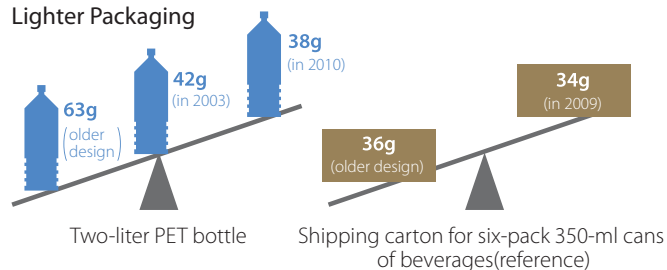 Lighter Packaging
38g
(in 2010)
42g
(in 2003)
63g
(older
design)
34g
(in 2009)
36g
(older design)
Two-liter PET bottle
Shipping carton for six-pack 350-ml cans
of beverages(reference)